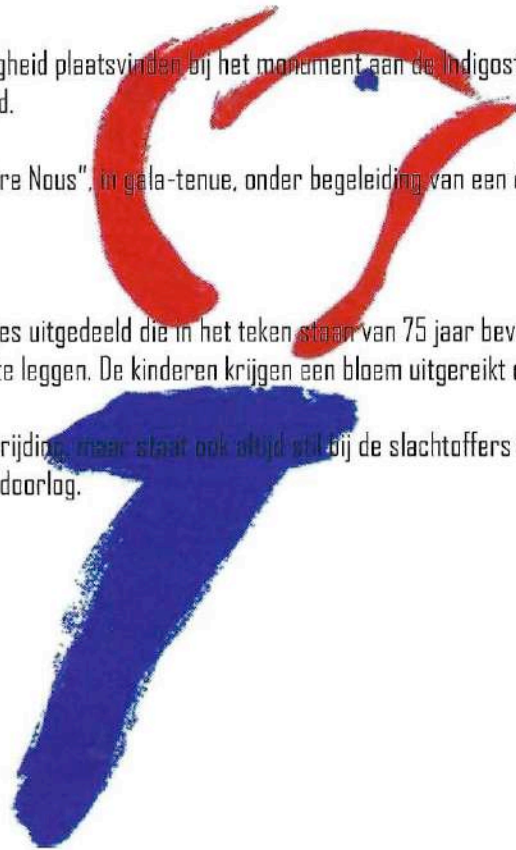 gheid plaatsvinden bij het monument aan de Indigost
d.
re Nous", in gala-tenue, onder begeleiding van een
es uitgedeeld die in het teken staan van 75 jaar bev
te leggen. De kinderen krijgen een bloem uitgereikt
rijding, maar staat ook altijd stil bij de slachtoffers
doorlog.